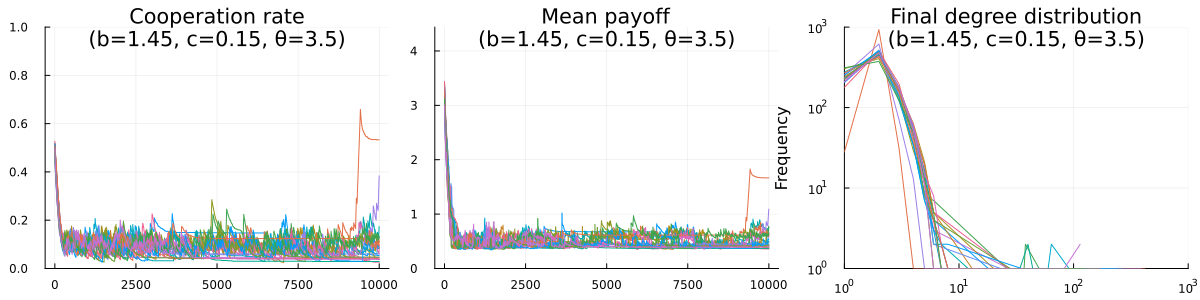 Cooperation rate
(b=1.45, c=0.15, θ=3.5)
1.0
0.8
0.6
0.4
0.2
0.0
0 2500 5000 7500 10000
Mean payoff
(b=1.45, c=0.15, θ=3.5)
4
3
2
1
0
0 2500 5000 7500 10000
Final degree distribution
(b=1.45, c=0.15, θ=3.5)
Frequency
10³
10²
10¹
10⁰
10⁰ 10¹ 10² 10³